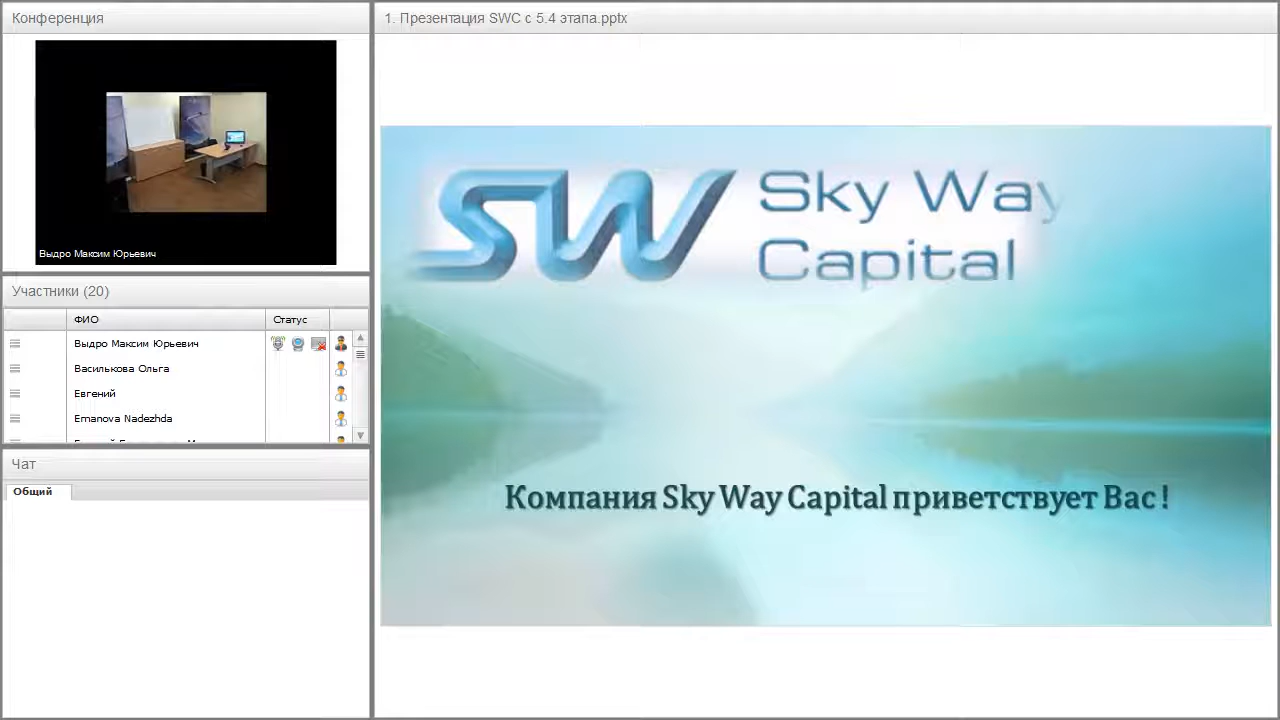 Конференция
Выдро Максим Юрьевич
Участники (20)
ФИО
Статус
Выдро Максим Юрьевич
Василькова Ольга
Евгений
Emanova Nadezhda
Чат
Общий
1. Презентация SWC с 5.4 этапа.pptx
SW
Sky Way
Capital
Компания Sky Way Capital приветствует Вас !